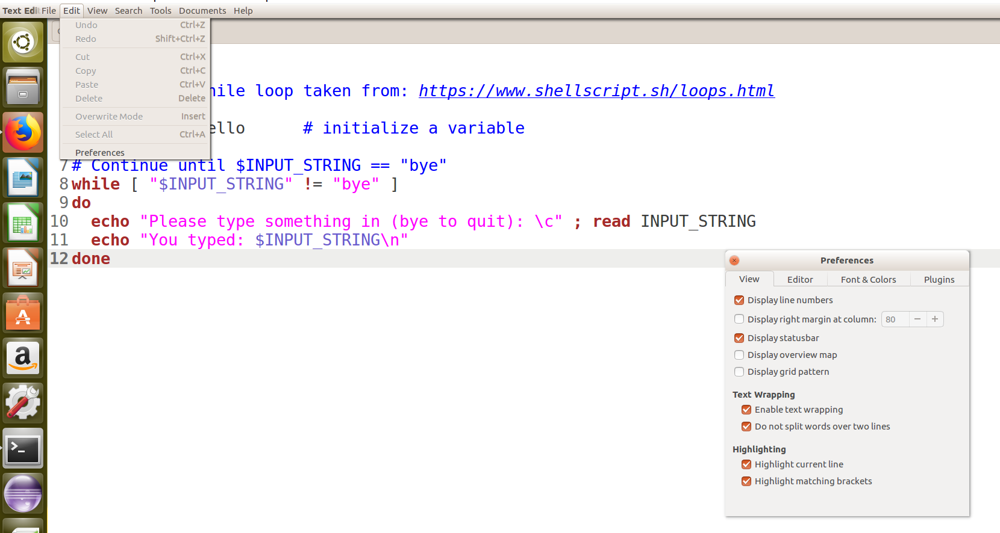 Text Edi File Edit View Search Tools Documents Help
Undo Ctrl+Z
Redo Shift+Ctrl+Z
Cut Ctrl+X
Copy Ctrl+C
Paste Ctrl+V
Delete Delete
Overwrite Mode Insert
Select All Ctrl+A
Preferences
hile loop taken from: https://www.shellscript.sh/loops.html
ello # initialize a variable
7 # Continue until $INPUT_STRING == "bye"
8 while [ "$INPUT_STRING" != "bye" ]
9 do
10 echo "Please type something in (bye to quit): \c" ; read INPUT_STRING
11 echo "You typed: $INPUT_STRING\n"
12 done
Preferences
View Editor Font & Colors Plugins
Display line numbers
Display right margin at column: 80 − +
Display statusbar
Display overview map
Display grid pattern
Text Wrapping
Enable text wrapping
Do not split words over two lines
Highlighting
Highlight current line
Highlight matching brackets